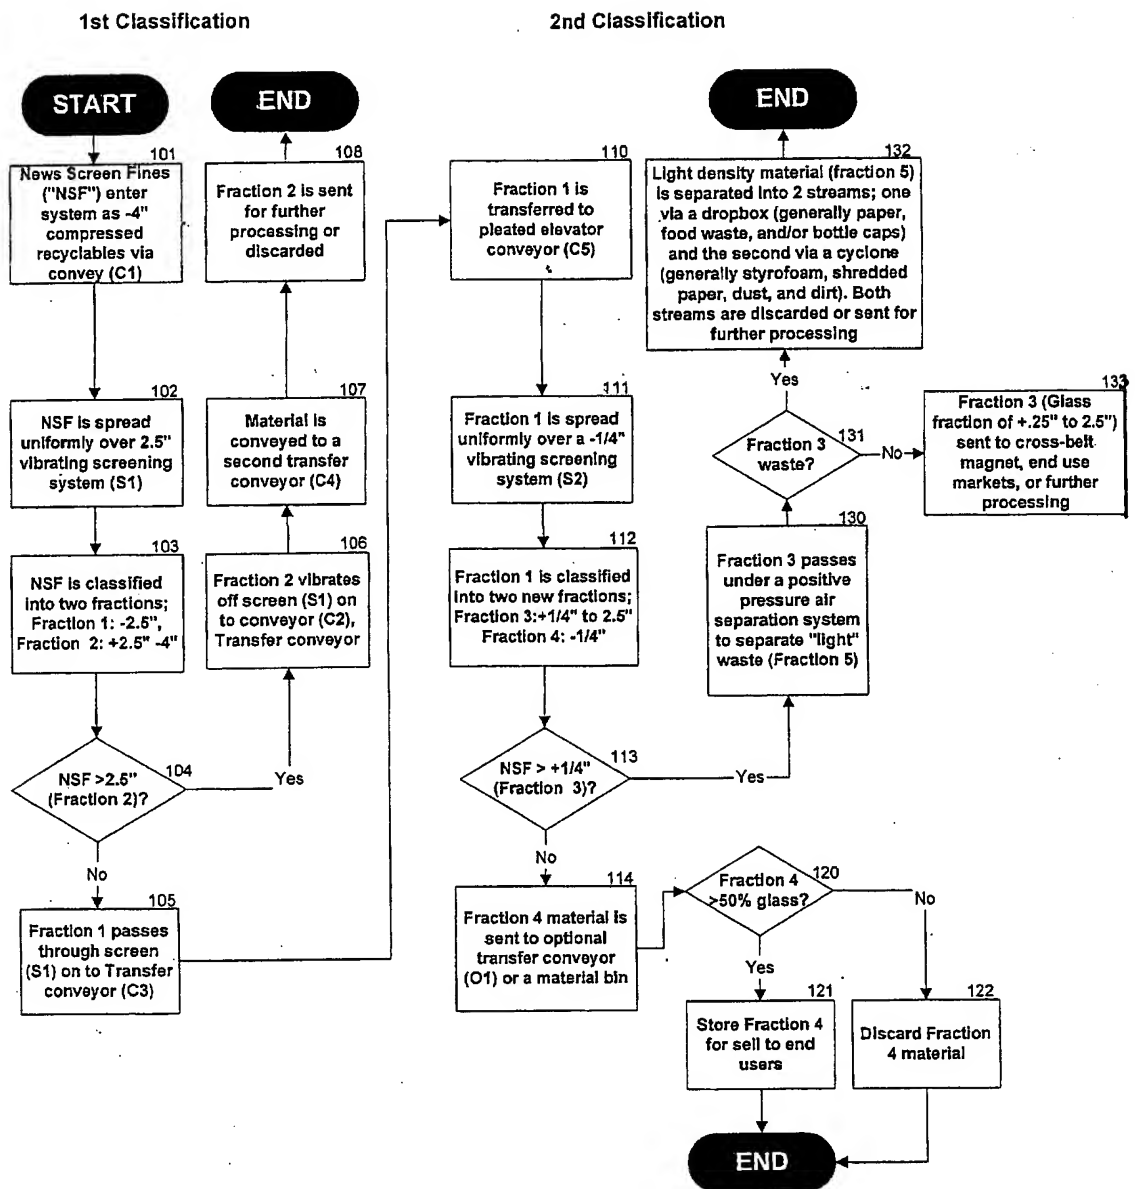 1st Classification
START
101
News Screen Fines
("NSF") enter
system as -4"
compressed
recyclables via
convey (C1)
102
NSF is spread
uniformly over 2.5"
vibrating screening
system (S1)
103
NSF is classified
into two fractions;
Fraction 1: -2.5",
Fraction 2: +2.5" -4"
104
NSF >2.5"
(Fraction 2)?
Yes
No
105
Fraction 1 passes
through screen
(S1) on to Transfer
conveyor (C3)
END
108
Fraction 2 is sent
for further
processing or
discarded
107
Material is
conveyed to a
second transfer
conveyor (C4)
106
Fraction 2 vibrates
off screen (S1) on
to conveyor (C2),
Transfer conveyor
2nd Classification
110
Fraction 1 is
transferred to
pleated elevator
conveyor (C5)
111
Fraction 1 is spread
uniformly over a -1/4"
vibrating screening
system (S2)
112
Fraction 1 is classified
into two new fractions;
Fraction 3:+1/4" to 2.5"
Fraction 4: -1/4"
113
NSF > +1/4"
(Fraction 3)?
Yes
No
114
Fraction 4 material is
sent to optional
transfer conveyor
(O1) or a material bin
END
132
Light density material (fraction 5)
is separated into 2 streams; one
via a dropbox (generally paper,
food waste, and/or bottle caps)
and the second via a cyclone
(generally styrofoam, shredded
paper, dust, and dirt). Both
streams are discarded or sent for
further processing
Yes
131
Fraction 3
waste?
No
133
Fraction 3 (Glass
fraction of +.25" to 2.5")
sent to cross-belt
magnet, end use
markets, or further
processing
130
Fraction 3 passes
under a positive
pressure air
separation system
to separate "light"
waste (Fraction 5)
120
Fraction 4
>50% glass?
No
Yes
121
Store Fraction 4
for sell to end
users
122
Discard Fraction
4 material
END